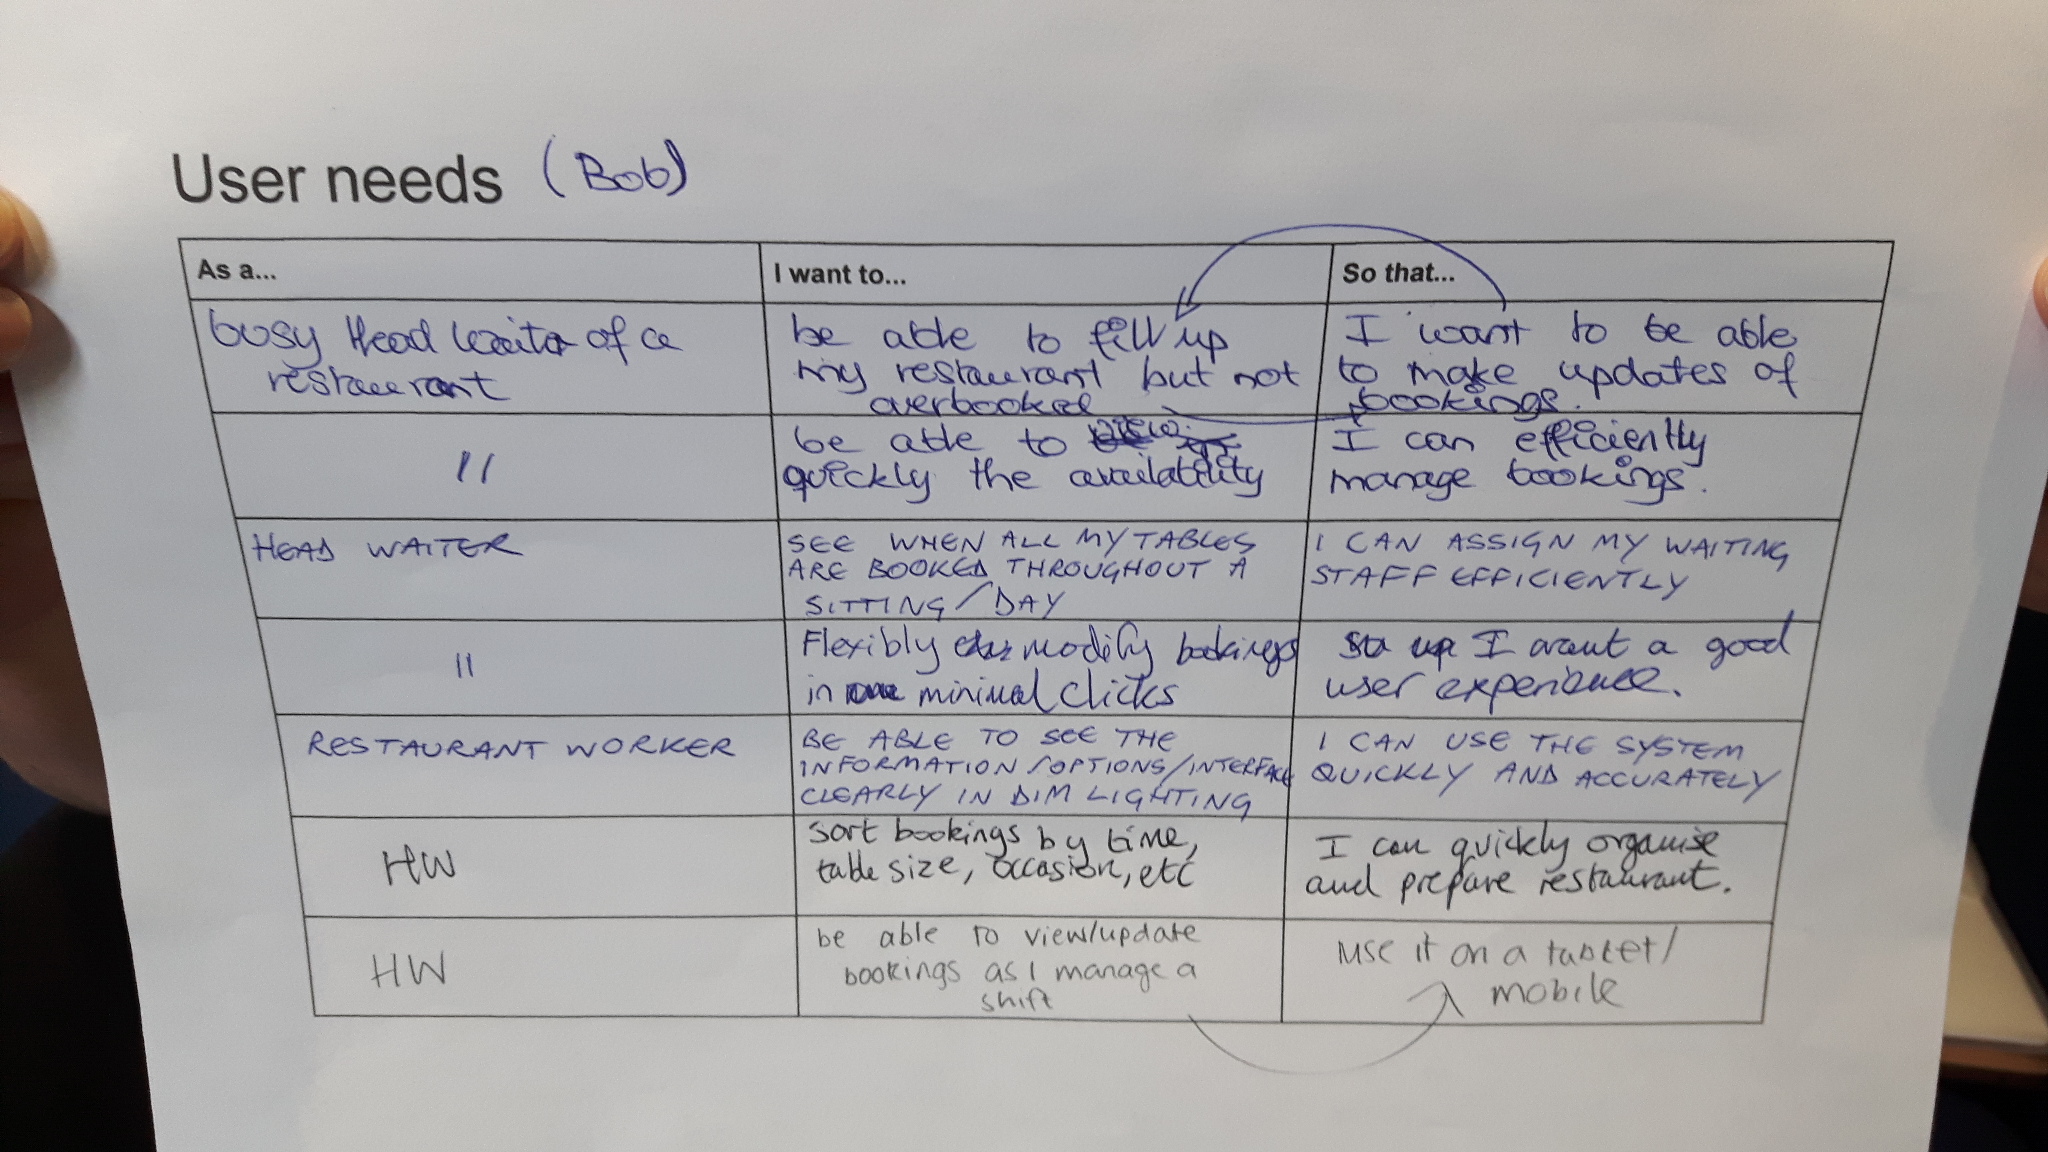 User needs (Bob)
As a...
I want to...
So that...
busy Head waiter of a
restaurant
be able to fill up
my restaurant but not
overbooked
I want to be able
to make updates of
bookings.
"
be able to view
quickly the availability
I can efficiently
manage bookings.
HEAD WAITER
SEE WHEN ALL MY TABLES
ARE BOOKED THROUGHOUT A
SITTING/DAY
I CAN ASSIGN MY WAITING
STAFF EFFICIENTLY
"
Flexibly modify bookings
in minimal clicks
I want a good
user experience.
RESTAURANT WORKER
BE ABLE TO SEE THE
INFORMATION/OPTIONS/INTERFACE
CLEARLY IN DIM LIGHTING
I CAN USE THE SYSTEM
QUICKLY AND ACCURATELY
HW
sort bookings by time,
table size, occasion, etc
I can quickly organise
and prepare restaurant.
HW
be able to view/update
bookings as I manage a
shift
use it on a tablet/
mobile